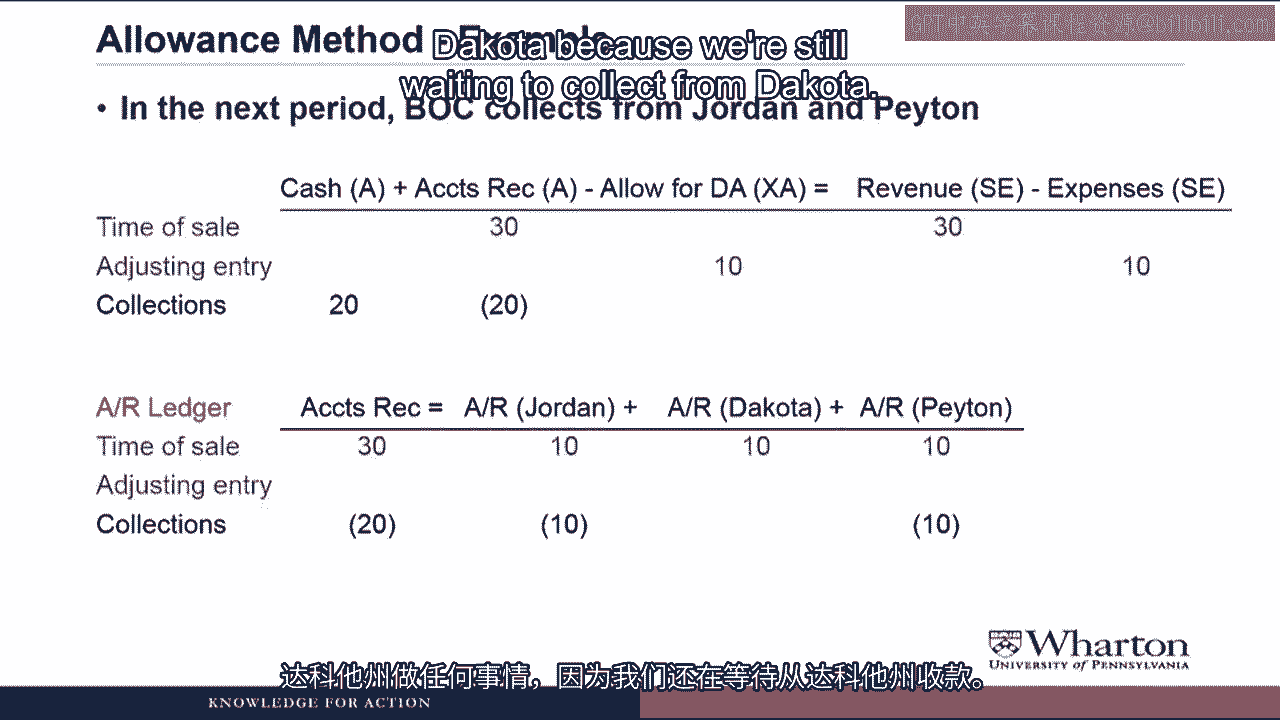 Allowance Method
Dakota because we're still
waiting to collect from Dakota.
• In the next period, BOC collects from Jordan and Peyton
Cash (A) + Accts Rec (A) - Allow for DA (XA) = Revenue (SE) - Expenses (SE)
Time of sale 30 30
Adjusting entry 10 10
Collections 20 (20)
A/R Ledger Accts Rec = A/R (Jordan) + A/R (Dakota) + A/R (Peyton)
Time of sale 30 10 10 10
Adjusting entry
Collections (20) (10) (10)
Wharton
UNIVERSITY of PENNSYLVANIA
达科他州做任何事情，因为我们还在等待从达科他州收款。
KNOWLEDGE FOR ACTION